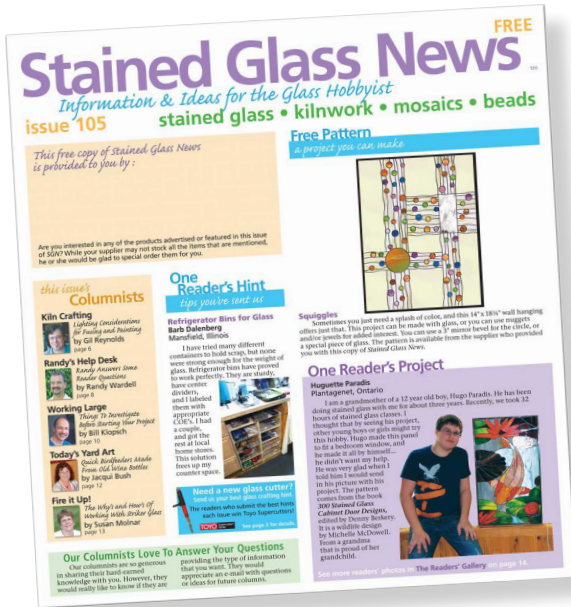 FREE
Stained Glass News
TM
Information & Ideas for the Glass Hobbyist
issue 105
stained glass • kilnwork • mosaics • beads
This free copy of Stained Glass News
is provided to you by :
Are you interested in any of the products advertised or featured in this issue
of SGN? While your supplier may not stock all the items that are mentioned,
he or she would be glad to special order them for you.
Free Pattern
a project you can make
Squiggles
Sometimes you just need a splash of color, and this 14" x 18¼" wall hanging
offers just that. This project can be made with glass, or you can use nuggets
and/or jewels for added interest. You can use a 3" mirror bevel for the circle, or
a special piece of glass. The pattern is available from the supplier who provided
you with this copy of Stained Glass News.
this issue's
Columnists
Kiln Crafting
Lighting Considerations
for Fusing and Painting
by Gil Reynolds
page 6
Randy's Help Desk
Randy Answers Some
Reader Questions
by Randy Wardell
page 8
Working Large
Things To Investigate
Before Starting Your Project
by Bill Klopsch
page 10
Today's Yard Art
Quick Birdfeeders Made
From Old Wine Bottles
by Jacqui Bush
page 12
Fire it Up!
The Why's and How's Of
Working With Striker Glass
by Susan Molnar
page 13
One
Reader's Hint
tips you've sent us
Refrigerator Bins for Glass
Barb Dalenberg
Mansfield, Illinois
I have tried many different
containers to hold scrap, but none
were strong enough for the weight of
glass. Refrigerator bins have proved
to work perfectly. They are sturdy,
have center
dividers,
and I labeled
them with
appropriate
COE's. I had
a couple,
and got the
rest at local
home stores.
This solution
frees up my
counter space.
Need a new glass cutter?
Send us your best glass crafting hint.
The readers who submit the best hints
each issue win Toyo Supercutters!
TOYO
See page 2 for details.
One Reader's Project
Huguette Paradis
Plantagenet, Ontario
I am a grandmother of a 12 year old boy, Hugo Paradis. He has been
doing stained glass with me for about three years. Recently, we took 32
hours of stained glass classes. I
thought that by seeing his project,
other young boys or girls might try
this hobby. Hugo made this panel
to fit a bedroom window, and
he made it all by himself...
he didn't want my help.
He was very glad when I
told him I would send
in his picture with his
project. The pattern
comes from the book
300 Stained Glass
Cabinet Door Designs,
edited by Denny Berkery.
It is a wildlife design
by Michelle McDowell.
From a grandma
that is proud of her
grandchild.
See more readers' photos in The Readers' Gallery on page 14.
Our Columnists Love To Answer Your Questions
Our columnists are so generous
in sharing their hard-earned
knowledge with you. However, they
would really like to know if they are
providing the type of information
that you want. They would
appreciate an e-mail with questions
or ideas for future columns.